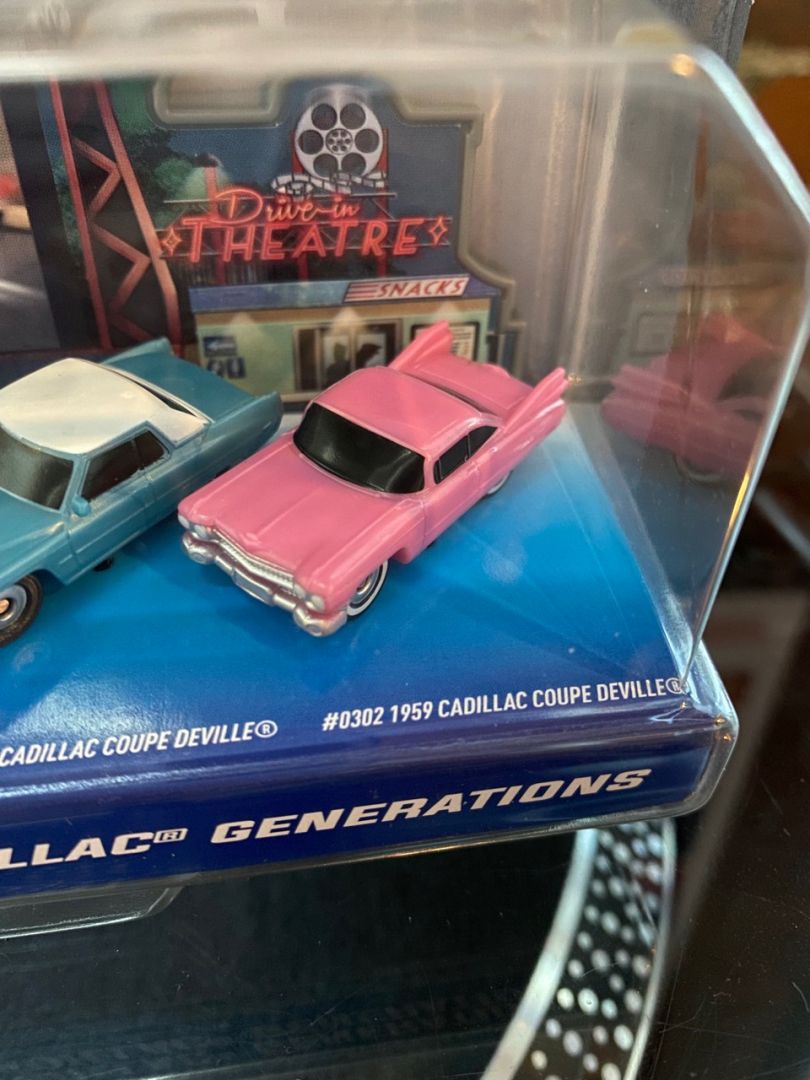 Drive-in
THEATRE
SNACKS
CADILLAC COUPE DEVILLE®
#0302 1959 CADILLAC COUPE DEVILLE®
LLAC® GENERATIONS